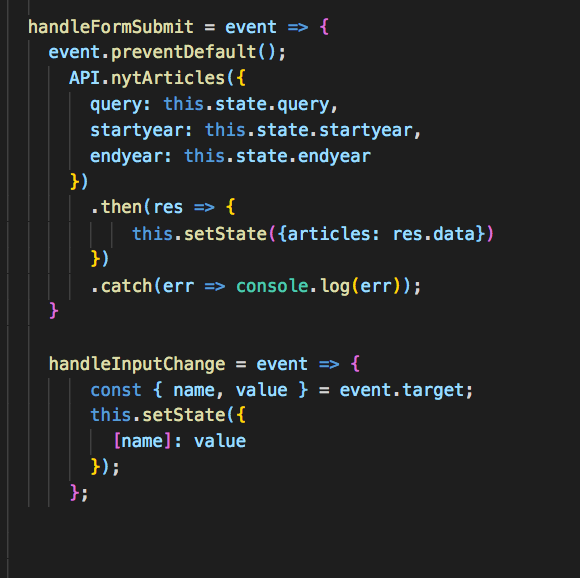 handleFormSubmit = event => {
event.preventDefault();
API.nytArticles({
query: this.state.query,
startyear: this.state.startyear,
endyear: this.state.endyear
})
.then(res => {
this.setState({articles: res.data})
})
.catch(err => console.log(err));
}
handleInputChange = event => {
const { name, value } = event.target;
this.setState({
[name]: value
});
};